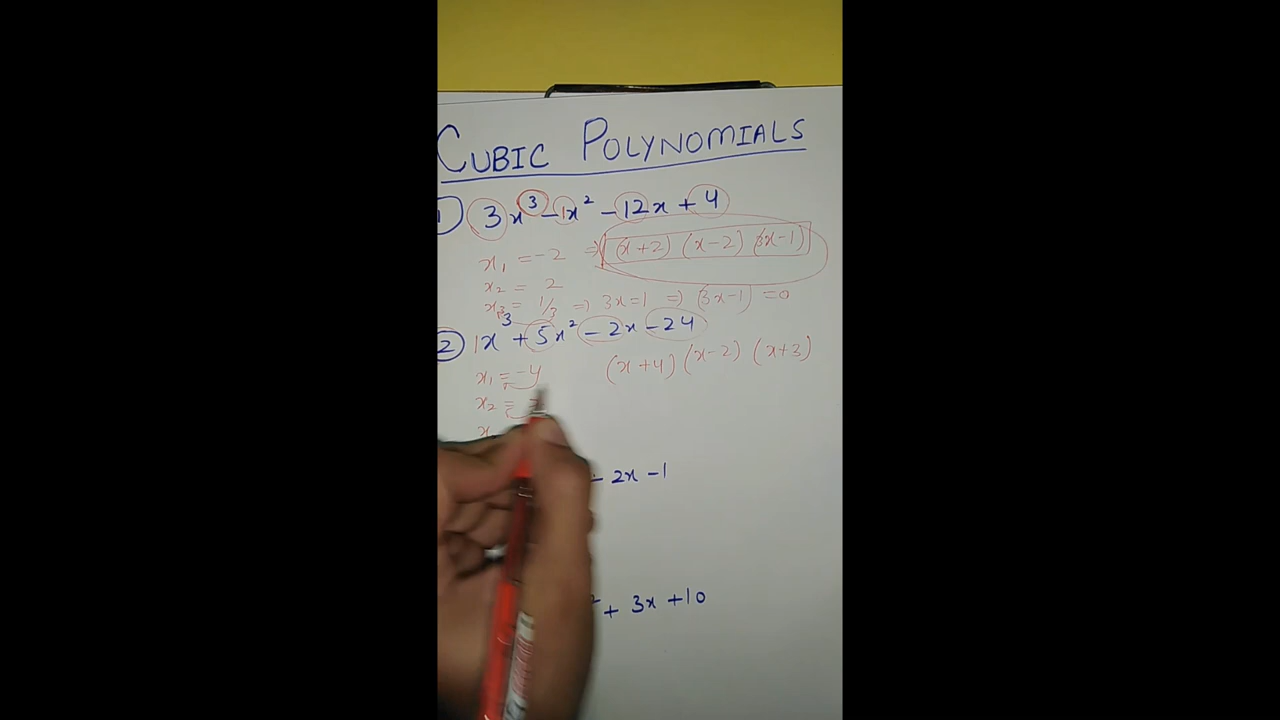 CUBIC POLYNOMIALS
1 3x³ - 1x² - 12x + 4
x₁ = -2 ⇒ (x+2) (x-2) (3x-1)
x₂ = 2
x₃ = 1/3 ⇒ 3x=1 ⇒ (3x-1) = 0
2 1x³ + 5x² - 2x - 24
x₁ = -4 (x+4) (x-2) (x+3)
x₂ =
x
- 2x - 1
+ 3x + 10